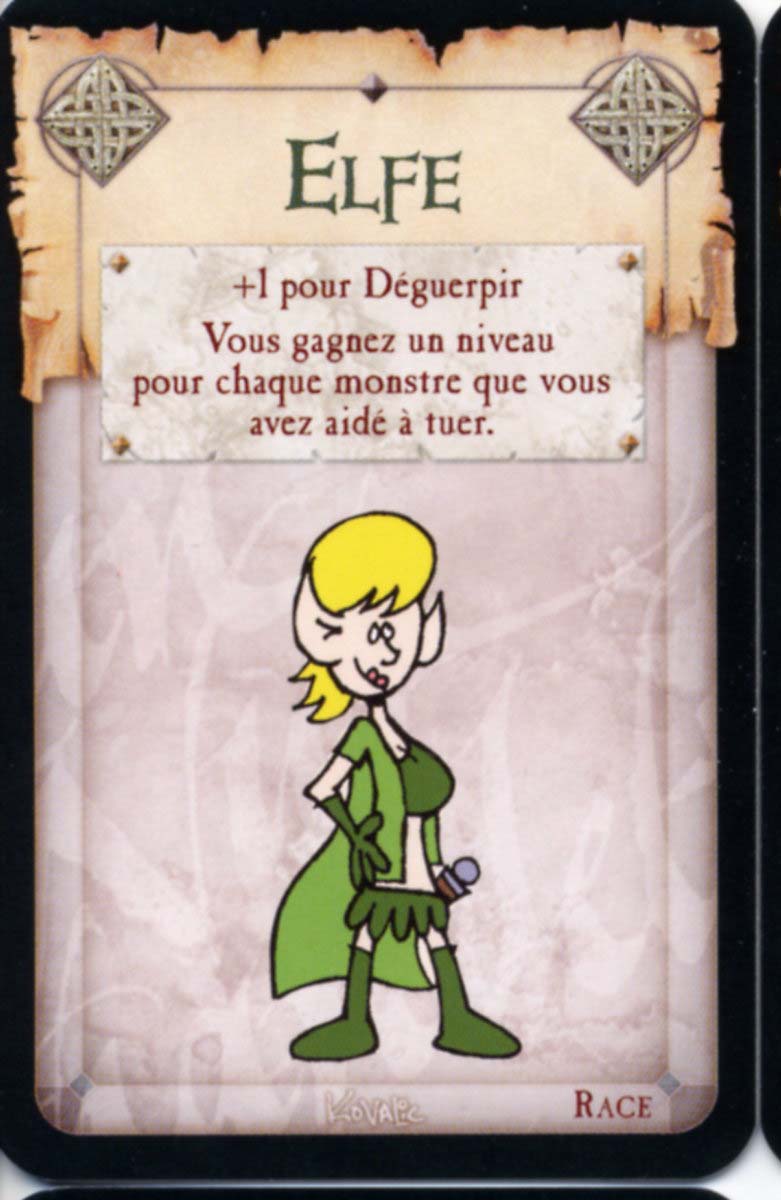 ELFE
+1 pour Déguerpir
Vous gagnez un niveau
pour chaque monstre que vous
avez aidé à tuer.
KOVALIC
RACE